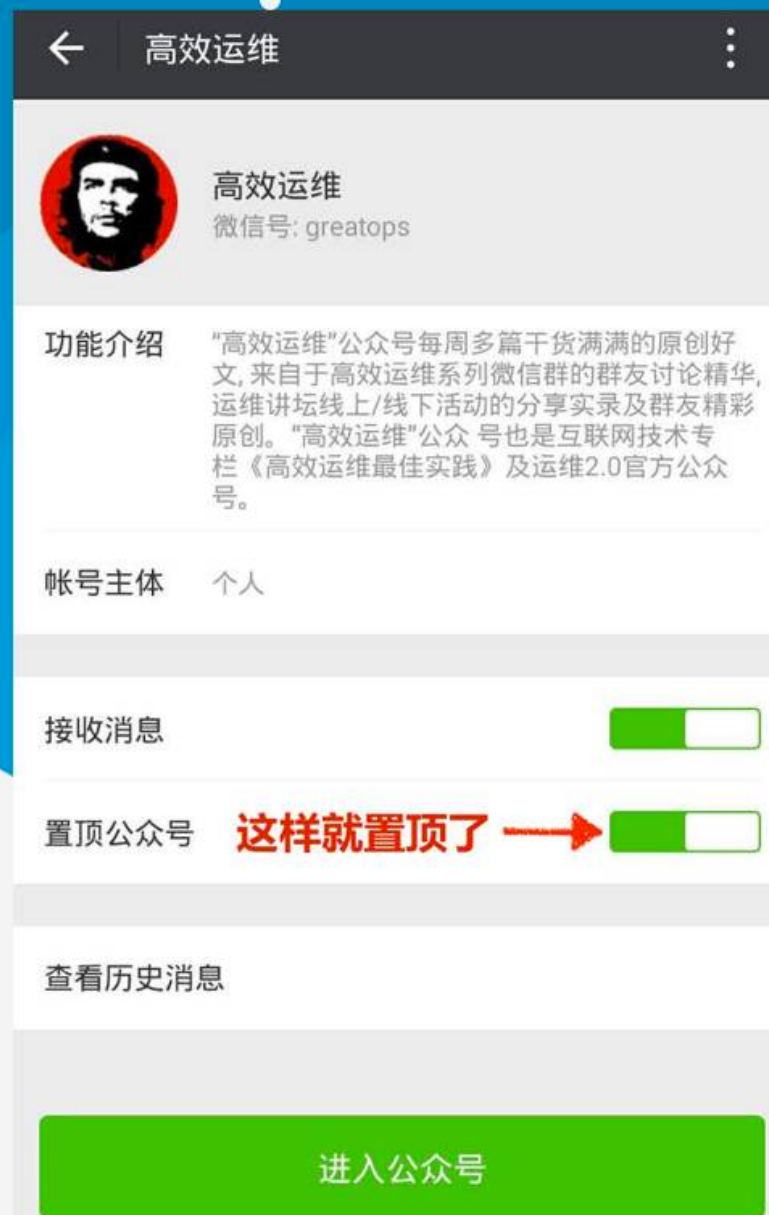 高效运维
高效运维
微信号: greatops
功能介绍
"高效运维"公众号每周多篇干货满满的原创好
文, 来自于高效运维系列微信群的群友讨论精华,
运维讲坛线上/线下活动的分享实录及群友精彩
原创。"高效运维"公众 号也是互联网技术专
栏《高效运维最佳实践》及运维2.0官方公众
号。
帐号主体 个人
接收消息
置顶公众号 这样就置顶了
查看历史消息
进入公众号